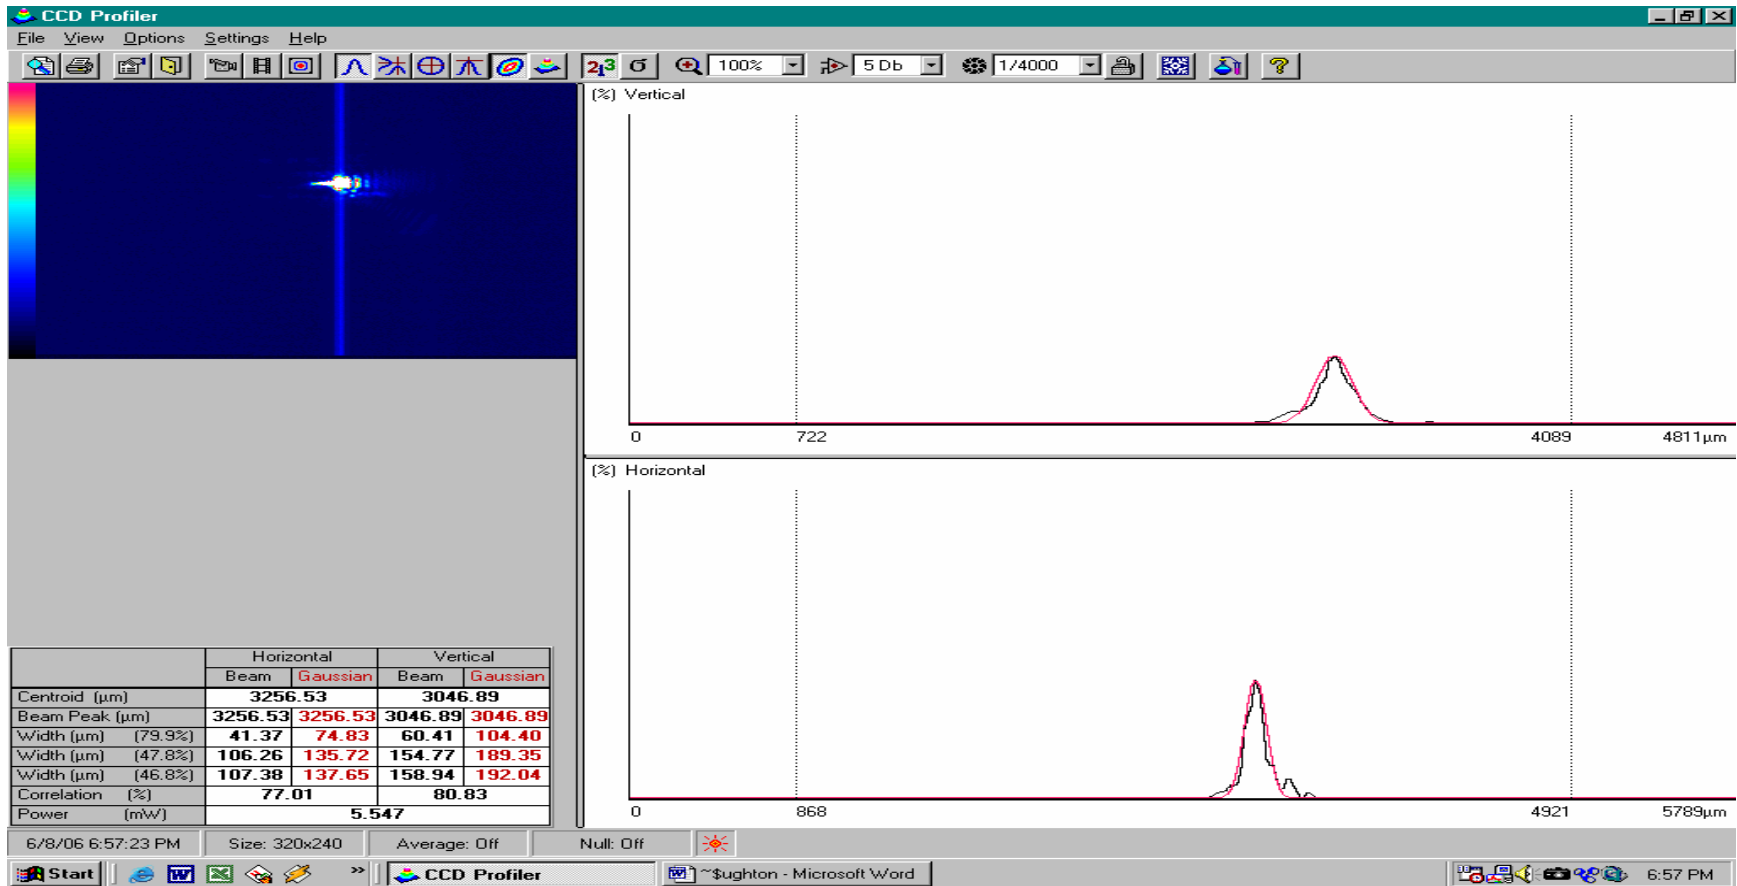 CCD Profiler
File View Options Settings Help
2₁3 σ 100% 5 Db 1/4000 ?
(%) Vertical
0 722 4089 4811µm
(%) Horizontal
0 868 4921 5789µm
Horizontal Vertical
Beam Gaussian Beam Gaussian
Centroid (µm) 3256.53 3046.89
Beam Peak (µm) 3256.53 3256.53 3046.89 3046.89
Width (µm) (79.9%) 41.37 74.83 60.41 104.40
Width (µm) (47.8%) 106.26 135.72 154.77 189.35
Width (µm) (46.8%) 107.38 137.65 158.94 192.04
Correlation (%) 77.01 80.83
Power (mW) 5.547
6/8/06 6:57:23 PM Size: 320x240 Average: Off Null: Off
Start » CCD Profiler ~$ughton - Microsoft Word 6:57 PM